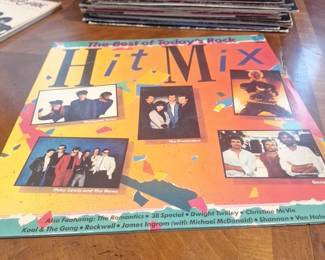 The Best of Today's Rock
Hit Mix
The Pretenders
Huey Lewis and The News
Also Featuring: The Romantics • 38 Special • Dwight Twilley • Christine McVie
Kool & The Gang • Rockwell • James Ingram (with Michael McDonald) • Shannon • Van Hale